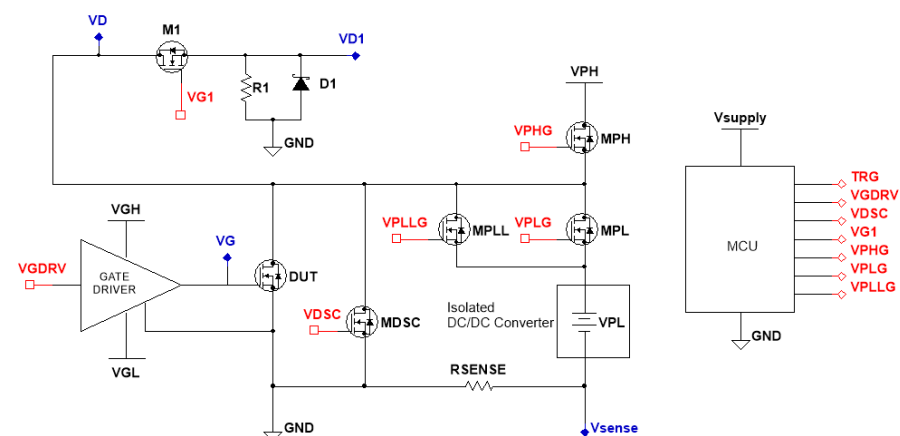 VD
M1
VD1
R1
D1
VG1
GND
VPH
VPHG
MPH
Vsupply
VGH
VG
VGDRV
GATE
DRIVER
DUT
VPLLG
MPLL
VPLG
MPL
VDSC
MDSC
Isolated
DC/DC Converter
VPL
VGL
RSENSE
GND
Vsense
MCU
TRG
VGDRV
VDSC
VG1
VPHG
VPLG
VPLLG
GND